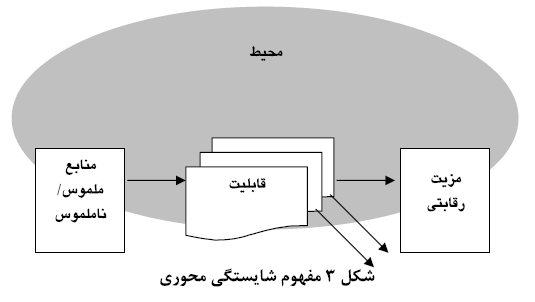 محیط
منابع
ملموس/
ناملموس
قابلیت
مزیت
رقابتی
شکل ۳ مفهوم شایستگی محوری